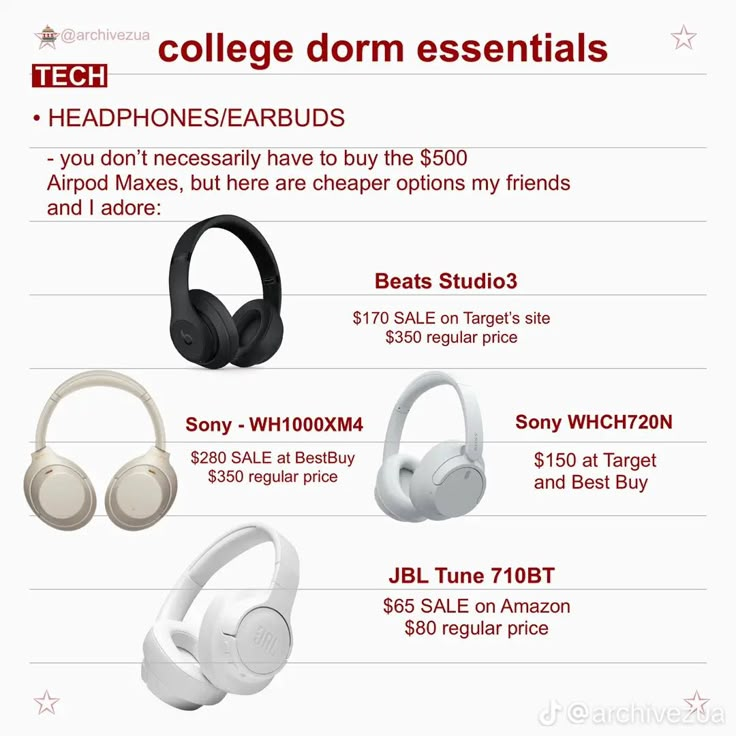 @archivezua
college dorm essentials
TECH
• HEADPHONES/EARBUDS
- you don’t necessarily have to buy the $500
Airpod Maxes, but here are cheaper options my friends
and I adore:
Beats Studio3
$170 SALE on Target’s site
$350 regular price
Sony - WH1000XM4
$280 SALE at BestBuy
$350 regular price
Sony WHCH720N
$150 at Target
and Best Buy
JBL Tune 710BT
$65 SALE on Amazon
$80 regular price
JBL
@archivezua